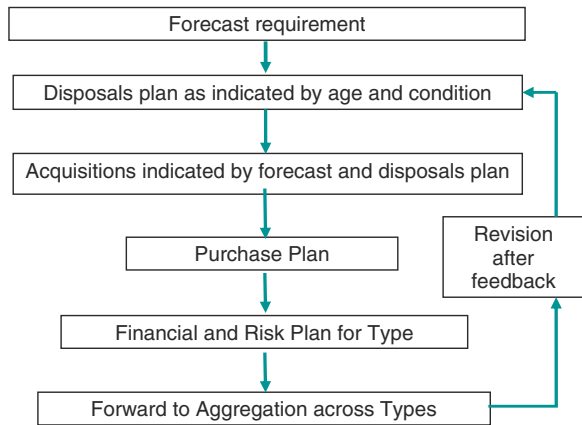 Forecast requirement
Disposals plan as indicated by age and condition
Acquisitions indicated by forecast and disposals plan
Purchase Plan
Revision
after
feedback
Financial and Risk Plan for Type
Forward to Aggregation across Types